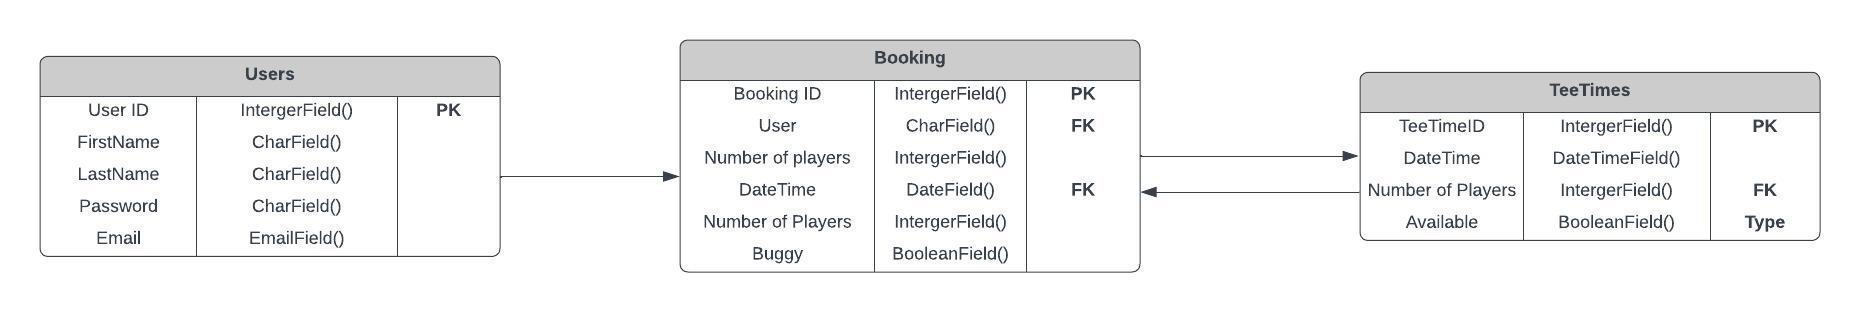 Users
User ID IntergerField() PK
FirstName CharField()
LastName CharField()
Password CharField()
Email EmailField()
Booking
Booking ID IntergerField() PK
User CharField() FK
Number of players IntergerField()
DateTime DateField() FK
Number of Players IntergerField()
Buggy BooleanField()
TeeTimes
TeeTimeID IntergerField() PK
DateTime DateTimeField()
Number of Players IntergerField() FK
Available BooleanField() Type